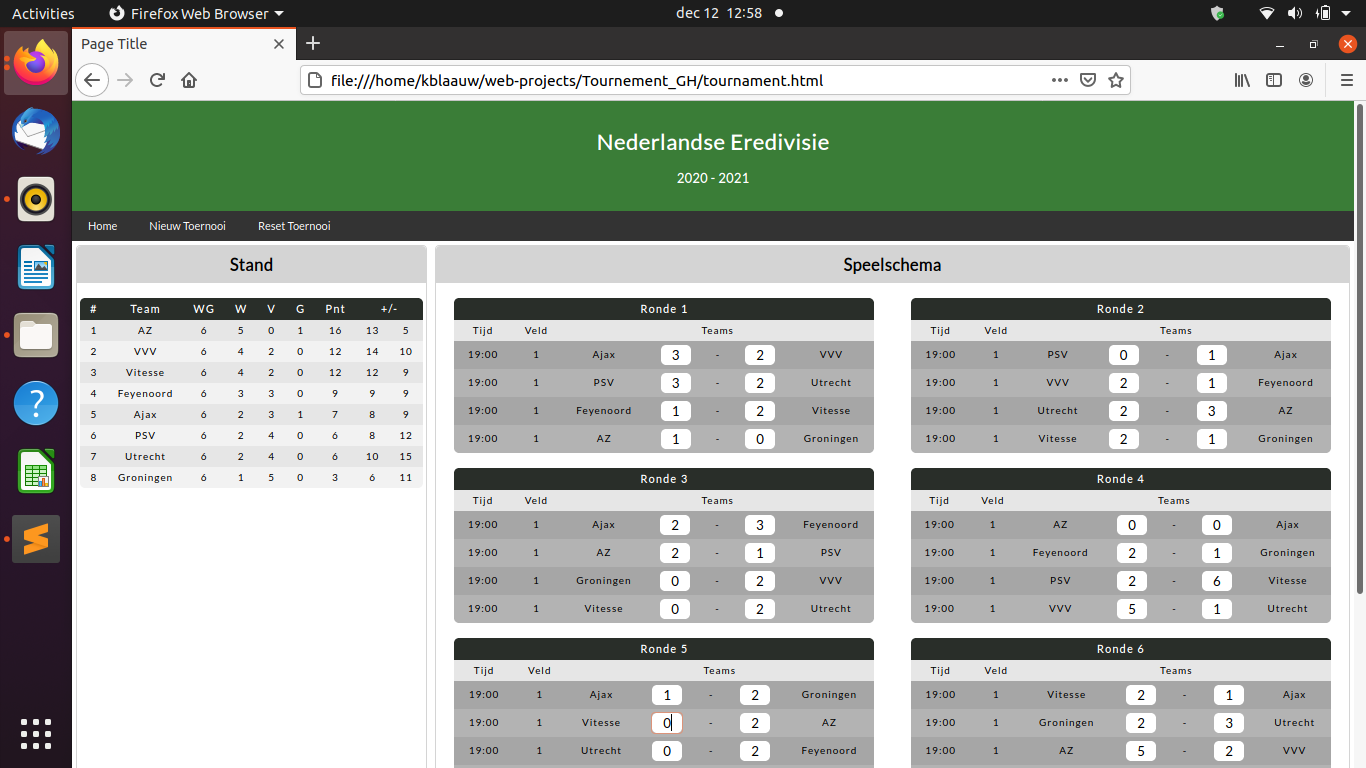 Activities Firefox Web Browser dec 12 12:58
Page Title
file:///home/kblaauw/web-projects/Tournement_GH/tournament.html
Nederlandse Eredivisie
2020 - 2021
Home Nieuw Toernooi Reset Toernooi
Stand
# Team WG W V G Pnt +/-
1 AZ 6 5 0 1 16 13 5
2 VVV 6 4 2 0 12 14 10
3 Vitesse 6 4 2 0 12 12 9
4 Feyenoord 6 3 3 0 9 9 9
5 Ajax 6 2 3 1 7 8 9
6 PSV 6 2 4 0 6 8 12
7 Utrecht 6 2 4 0 6 10 15
8 Groningen 6 1 5 0 3 6 11
Speelschema
Ronde 1
Tijd Veld Teams
19:00 1 Ajax 3 - 2 VVV
19:00 1 PSV 3 - 2 Utrecht
19:00 1 Feyenoord 1 - 2 Vitesse
19:00 1 AZ 1 - 0 Groningen
Ronde 2
Tijd Veld Teams
19:00 1 PSV 0 - 1 Ajax
19:00 1 VVV 2 - 1 Feyenoord
19:00 1 Utrecht 2 - 3 AZ
19:00 1 Vitesse 2 - 1 Groningen
Ronde 3
Tijd Veld Teams
19:00 1 Ajax 2 - 3 Feyenoord
19:00 1 AZ 2 - 1 PSV
19:00 1 Groningen 0 - 2 VVV
19:00 1 Vitesse 0 - 2 Utrecht
Ronde 4
Tijd Veld Teams
19:00 1 AZ 0 - 0 Ajax
19:00 1 Feyenoord 2 - 1 Groningen
19:00 1 PSV 2 - 6 Vitesse
19:00 1 VVV 5 - 1 Utrecht
Ronde 5
Tijd Veld Teams
19:00 1 Ajax 1 - 2 Groningen
19:00 1 Vitesse 0 - 2 AZ
19:00 1 Utrecht 0 - 2 Feyenoord
Ronde 6
Tijd Veld Teams
19:00 1 Vitesse 2 - 1 Ajax
19:00 1 Groningen 2 - 3 Utrecht
19:00 1 AZ 5 - 2 VVV